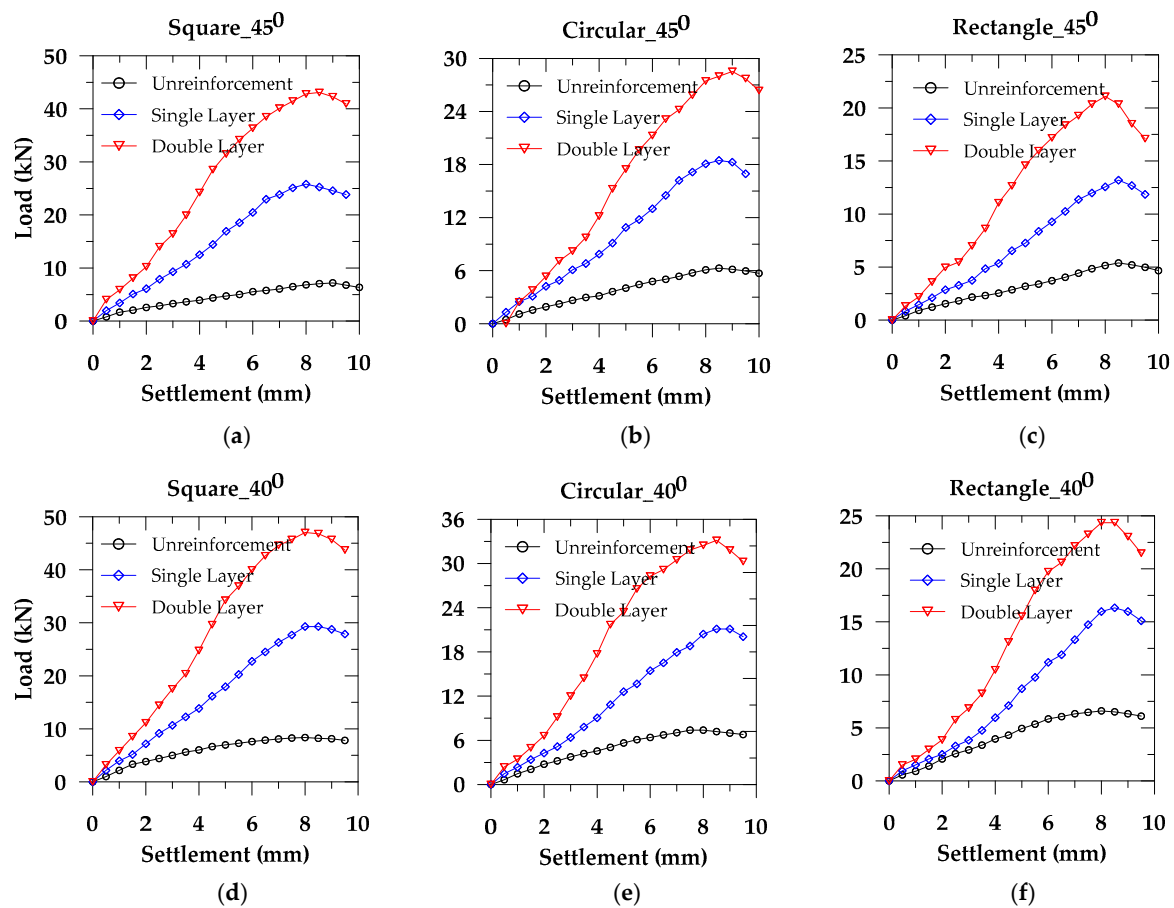 Square_45⁰
50
40
30
20
10
0
Load (kN)
Unreinforcement
Single Layer
Double Layer
0 2 4 6 8 10
Settlement (mm)
(a)
Circular_45⁰
30
24
18
12
6
0
Unreinforcement
Single Layer
Double Layer
0 2 4 6 8 10
Settlement (mm)
(b)
Rectangle_45⁰
25
20
15
10
5
0
Unreinforcement
Single Layer
Double Layer
0 2 4 6 8 10
Settlement (mm)
(c)
Square_40⁰
50
40
30
20
10
0
Load (kN)
Unreinforcement
Single Layer
Double Layer
0 2 4 6 8 10
Settlement (mm)
(d)
Circular_40⁰
36
30
24
18
12
6
0
Unreinforcement
Single Layer
Double Layer
0 2 4 6 8 10
Settlement (mm)
(e)
Rectangle_40⁰
25
20
15
10
5
0
Unreinforcement
Single Layer
Double Layer
0 2 4 6 8 10
Settlement (mm)
(f)